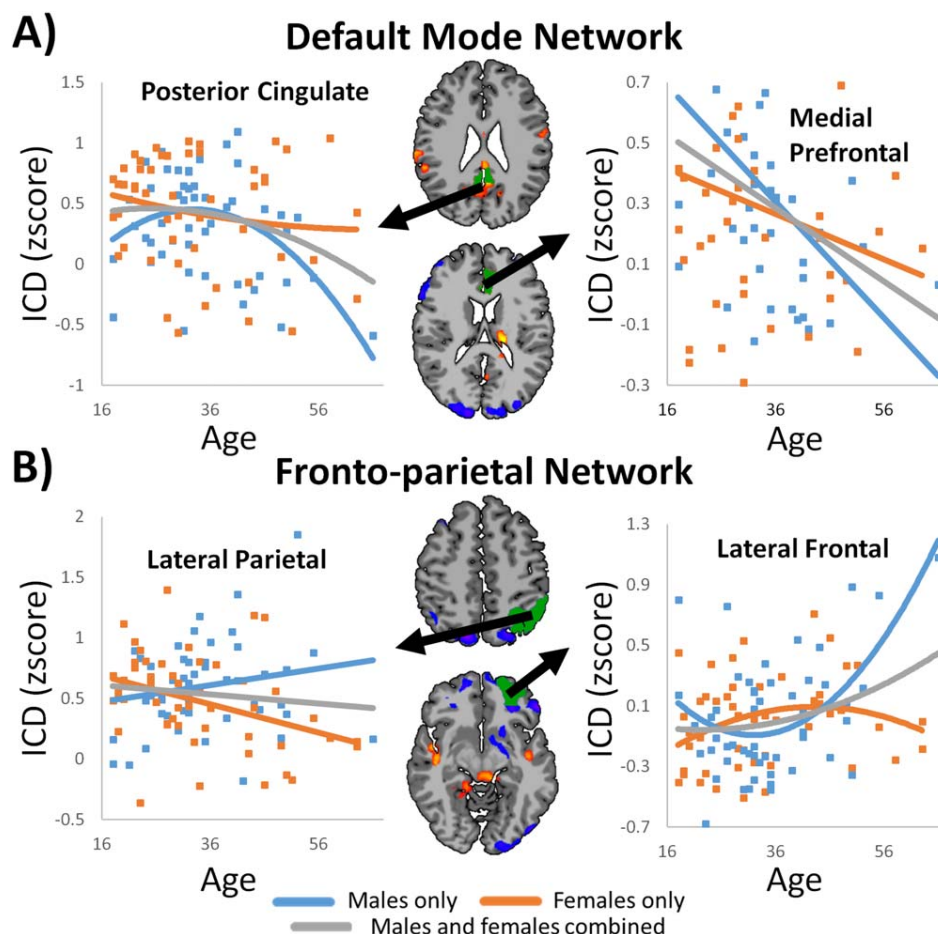 A)
Default Mode Network
Posterior Cingulate
ICD (zscore)
1.5
1
0.5
0
-0.5
-1
16
36
56
Age
Medial
Prefrontal
ICD (zscore)
0.7
0.5
0.3
0.1
-0.1
-0.3
16
36
56
Age
B)
Fronto-parietal Network
Lateral Parietal
ICD (zscore)
2
1.5
1
0.5
0
-0.5
16
36
56
Age
Lateral Frontal
ICD (zscore)
1.3
0.9
0.5
0.1
-0.3
-0.7
16
36
56
Age
Males only
Females only
Males and females combined